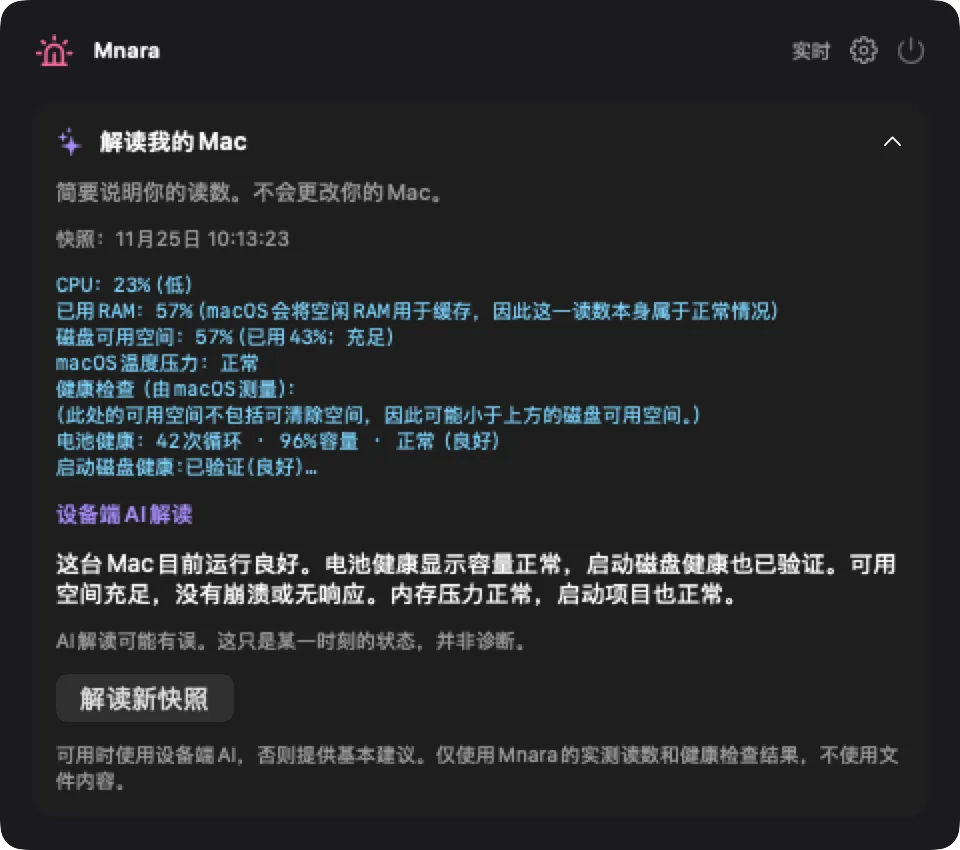 Mnara
实时
解读我的 Mac
简要说明你的读数。不会更改你的 Mac。
快照：11月25日 10:13:23
CPU：23% (低)
已用 RAM：57% (macOS 会将空闲 RAM 用于缓存，因此这一读数本身属于正常情况)
磁盘可用空间：57% (已用 43%；充足)
macOS 温度压力：正常
健康检查 (由 macOS 测量)：
(此处的可用空间不包括可清除空间，因此可能小于上方的磁盘可用空间。)
电池健康：42 次循环 · 96% 容量 · 正常 (良好)
启动磁盘健康：已验证 (良好)…
设备端 AI 解读
这台 Mac 目前运行良好。电池健康显示容量正常，启动磁盘健康也已验证。可用
空间充足，没有崩溃或无响应。内存压力正常，启动项目也正常。
AI 解读可能有误。这只是某一时刻的状态，并非诊断。
解读新快照
可用时使用设备端 AI，否则提供基本建议。仅使用 Mnara 的实测读数和健康检查结果，不使用文
件内容。